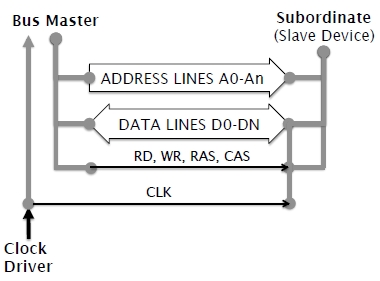 Bus Master
Subordinate
(Slave Device)
ADDRESS LINES A0-An
DATA LINES D0-DN
RD, WR, RAS, CAS
CLK
Clock
Driver